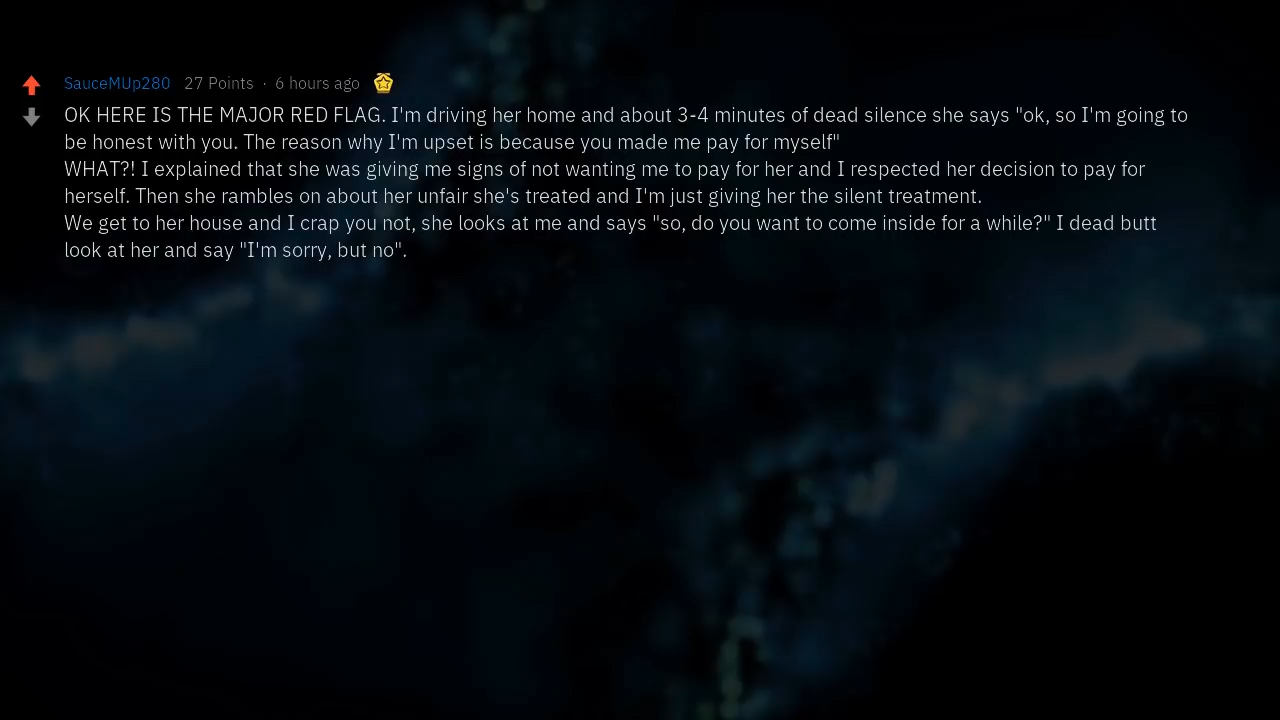 SauceMUp280 27 Points · 6 hours ago
OK HERE IS THE MAJOR RED FLAG. I'm driving her home and about 3-4 minutes of dead silence she says "ok, so I'm going to
be honest with you. The reason why I'm upset is because you made me pay for myself"
WHAT?! I explained that she was giving me signs of not wanting me to pay for her and I respected her decision to pay for
herself. Then she rambles on about her unfair she's treated and I'm just giving her the silent treatment.
We get to her house and I crap you not, she looks at me and says "so, do you want to come inside for a while?" I dead butt
look at her and say "I'm sorry, but no".